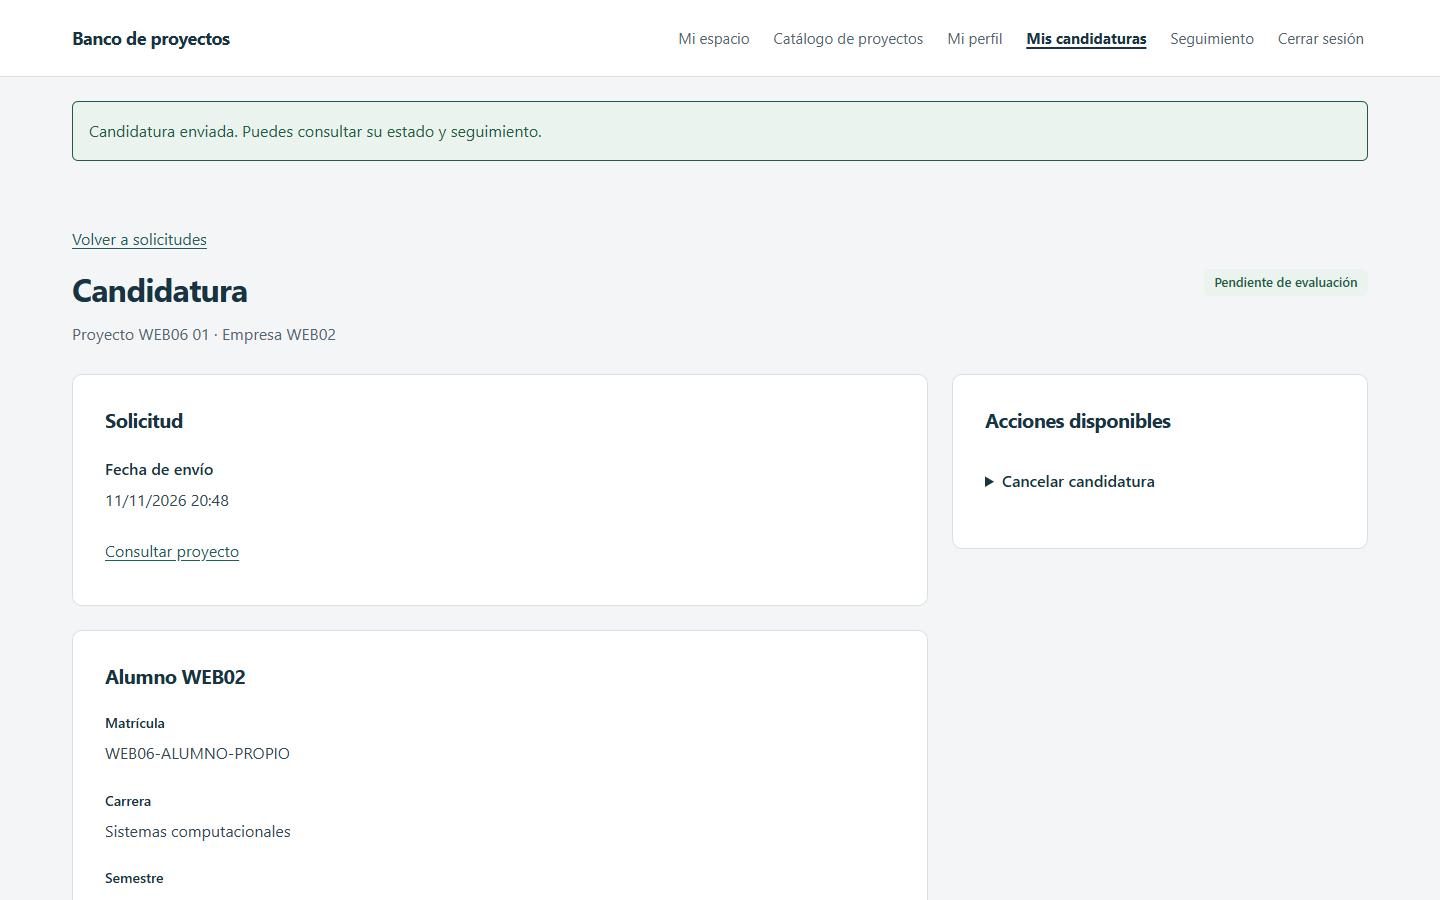 Banco de proyectos
Mi espacio Catálogo de proyectos Mi perfil Mis candidaturas Seguimiento Cerrar sesión
Candidatura enviada. Puedes consultar su estado y seguimiento.
Volver a solicitudes
Candidatura
Pendiente de evaluación
Proyecto WEB06 01 · Empresa WEB02
Solicitud
Fecha de envío
11/11/2026 20:48
Consultar proyecto
Acciones disponibles
Cancelar candidatura
Alumno WEB02
Matrícula
WEB06-ALUMNO-PROPIO
Carrera
Sistemas computacionales
Semestre